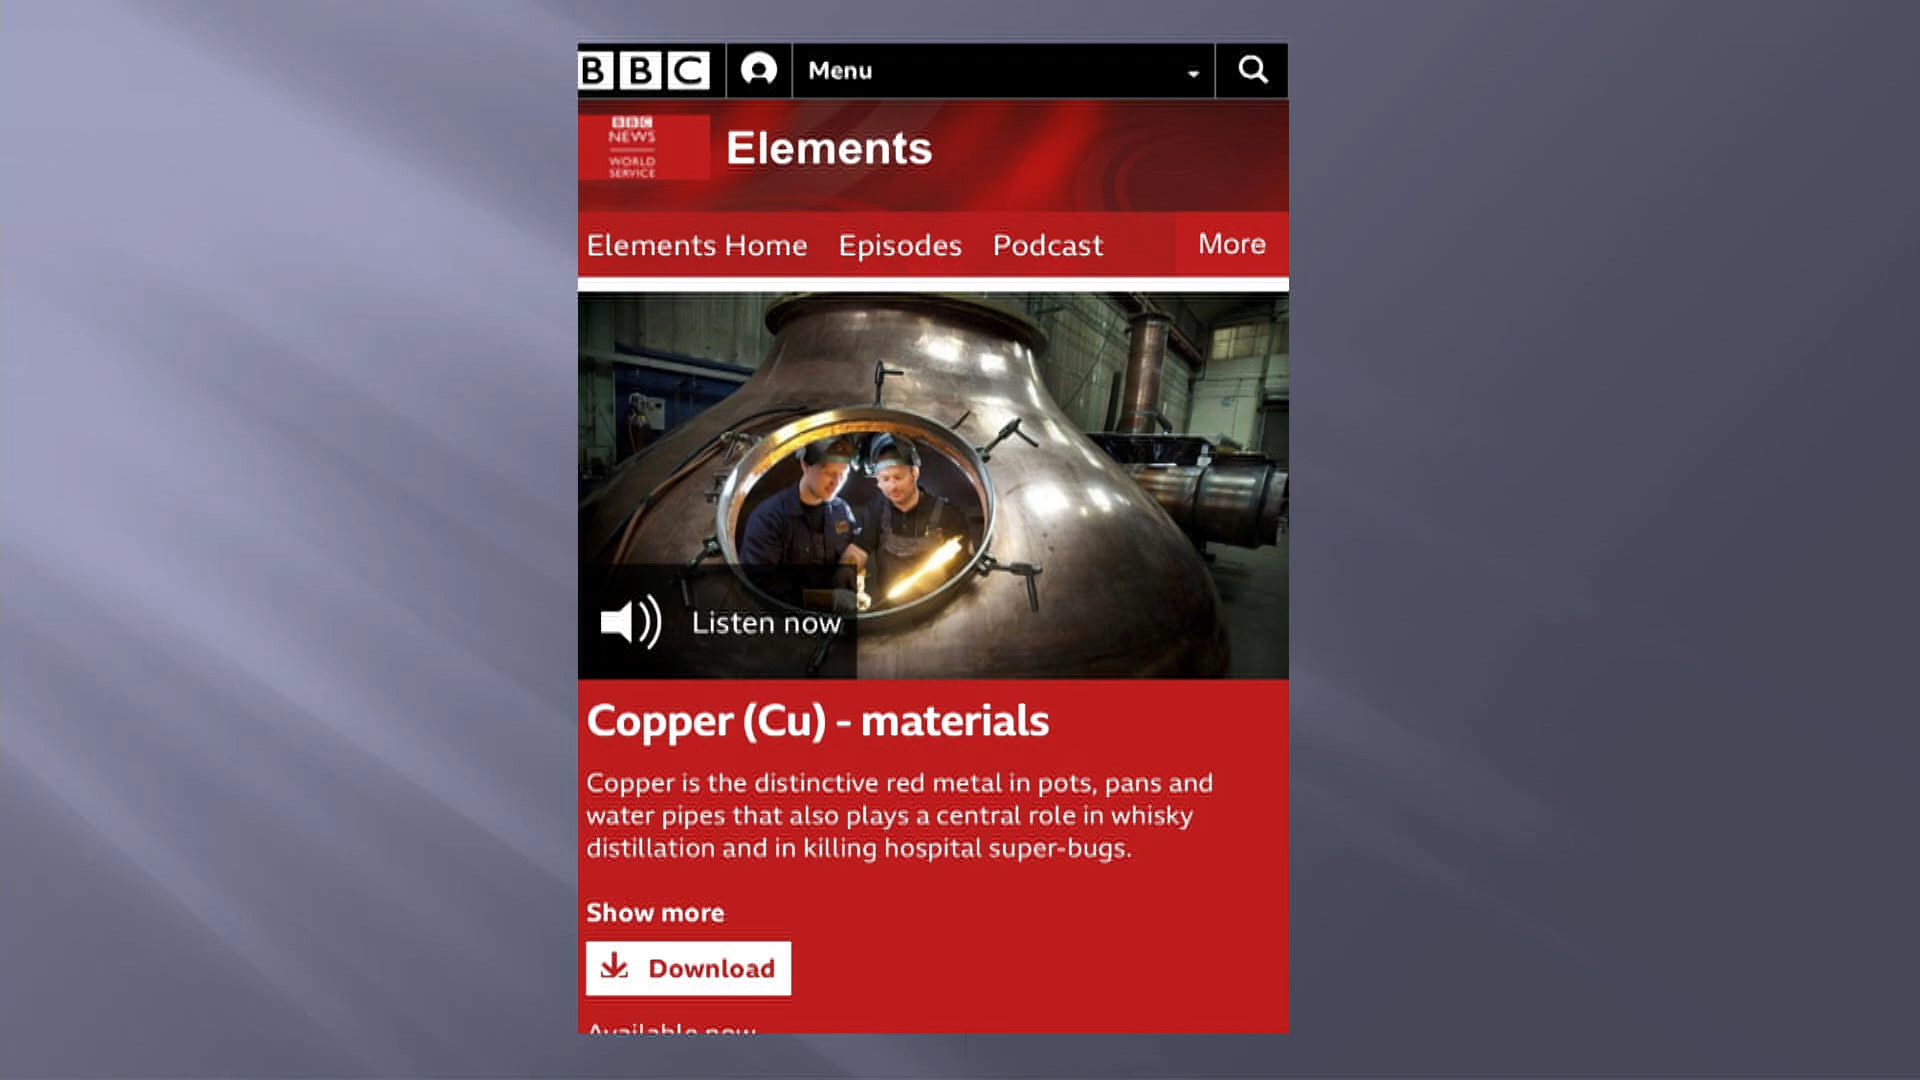 BBC Menu
BBC
NEWS
WORLD
SERVICE
Elements
Elements Home Episodes Podcast More
Listen now
Copper (Cu) - materials
Copper is the distinctive red metal in pots, pans and
water pipes that also plays a central role in whisky
distillation and in killing hospital super-bugs.
Show more
Download
Available now